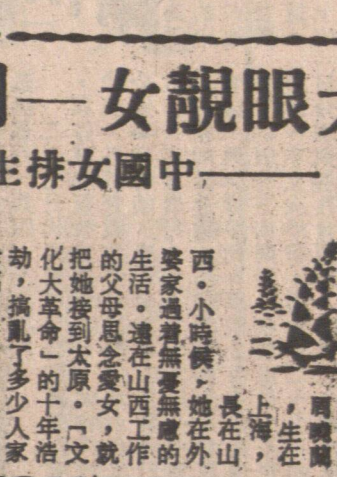 眼靚女—
——中國女排
周曉蘭
，生在
上海，
長在山
西。小時候，她在外
婆家過着無憂無慮的
生活。遠在山西工作
的父母思念愛女，就
把她接到太原。「文
化大革命」的十年浩
劫，搞亂了多少人家